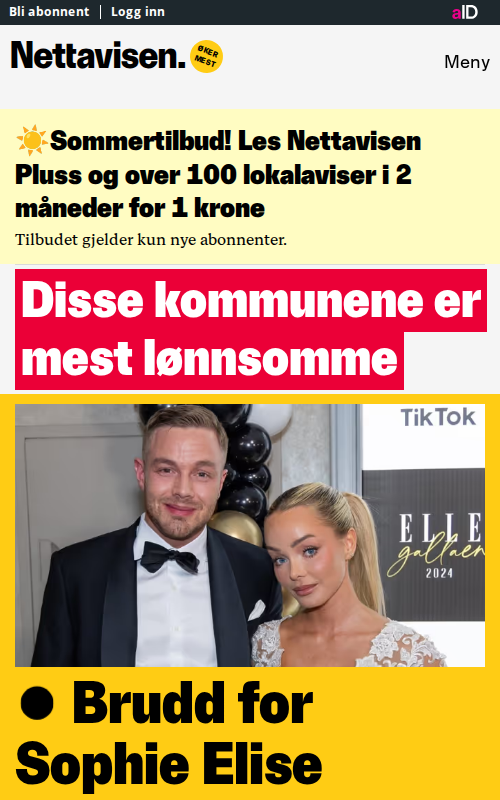 Bli abonnent | Logg inn
aID
Nettavisen.
ØKER
MEST
Meny
☀️Sommertilbud! Les Nettavisen
Pluss og over 100 lokalaviser i 2
måneder for 1 krone
Tilbudet gjelder kun nye abonnenter.
Disse kommunene er
mest lønnsomme
TikTok
ELLE
gallaen
2024
● Brudd for
Sophie Elise